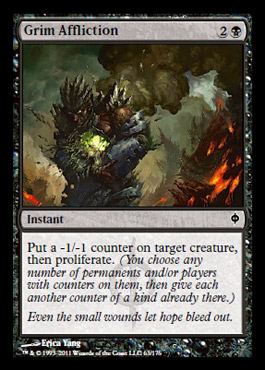 Grim Affliction 2
Instant
Put a -1/-1 counter on target creature,
then proliferate. (You choose any
number of permanents and/or players
with counters on them, then give each
another counter of a kind already there.)
Even the small wounds let hope bleed out.
Erica Yang
™ & © 1993-2011 Wizards of the Coast LLC 63/175